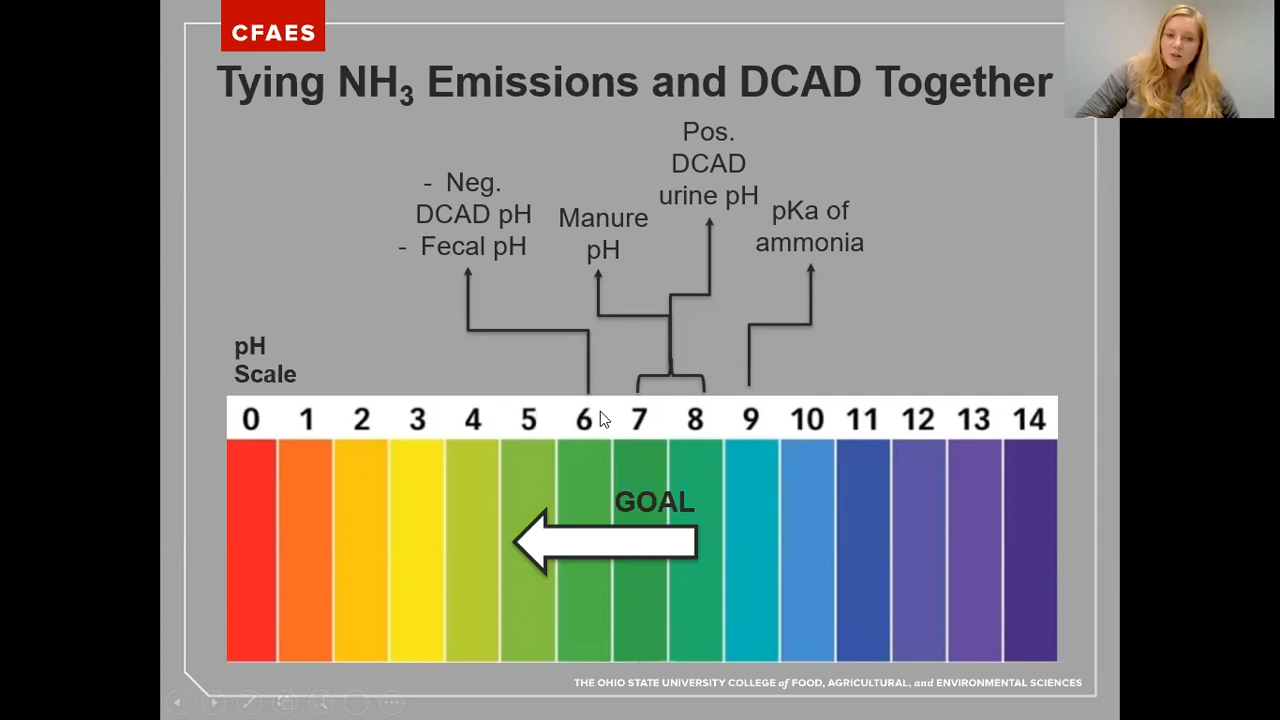 CFAES
Tying NH₃ Emissions and DCAD Together
Pos.
DCAD
urine pH
- Neg.
DCAD pH
- Fecal pH
Manure
pH
pKa of
ammonia
pH
Scale
0 1 2 3 4 5 6 7 8 9 10 11 12 13 14
GOAL
THE OHIO STATE UNIVERSITY COLLEGE of FOOD, AGRICULTURAL, and ENVIRONMENTAL SCIENCES